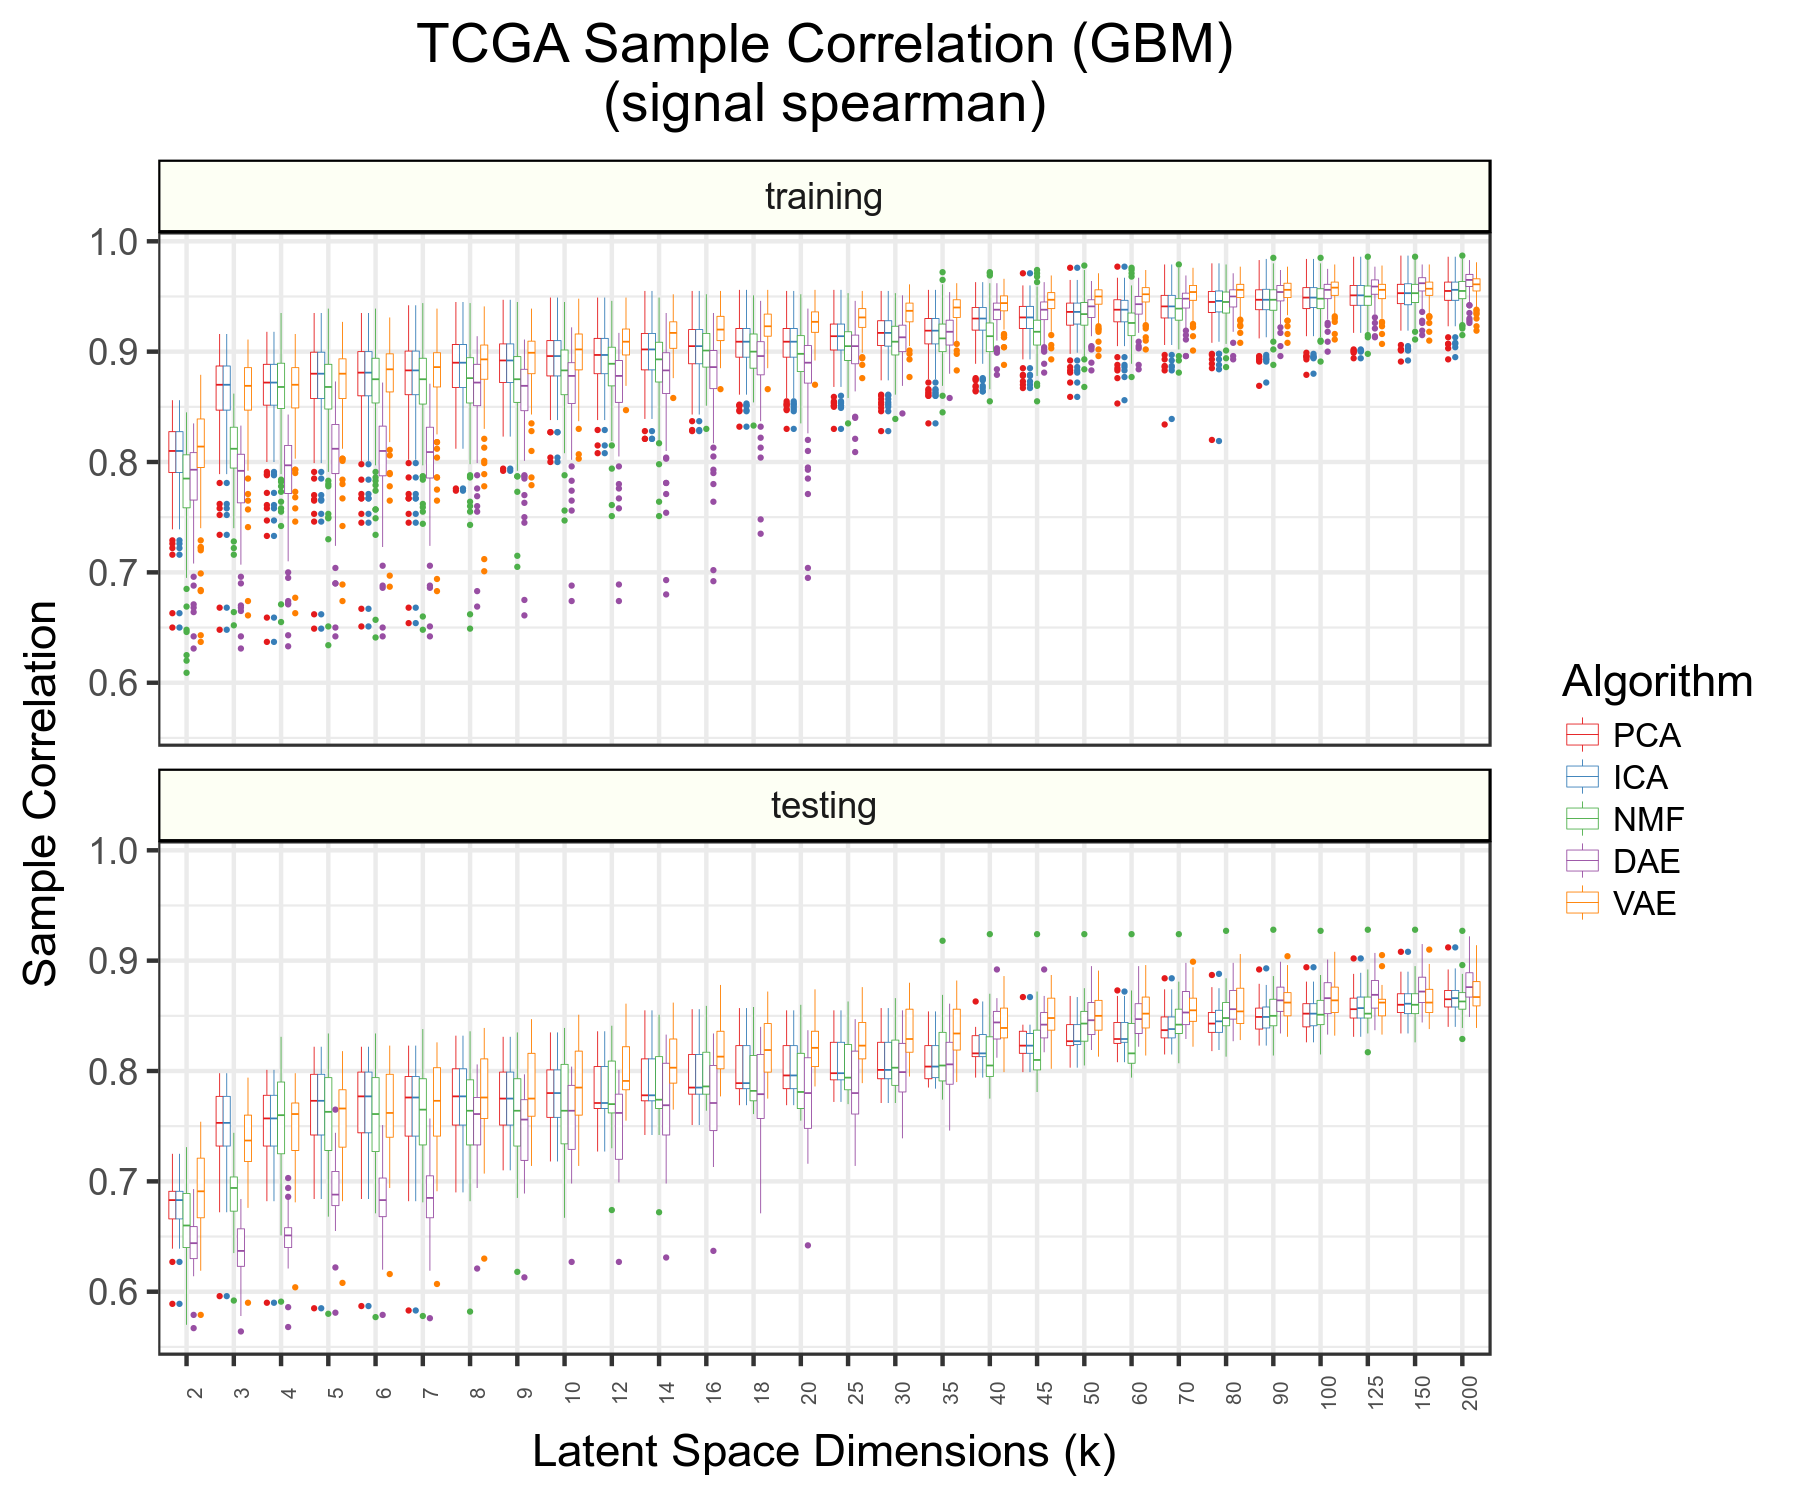 TCGA Sample Correlation (GBM)
(signal spearman)
training
1.0
0.9
0.8
0.7
0.6
testing
1.0
0.9
0.8
0.7
0.6
Sample Correlation
2 3 4 5 6 7 8 9 10 12 14 16 18 20 25 30 35 40 45 50 60 70 80 90 100 125 150 200
Latent Space Dimensions (k)
Algorithm
PCA
ICA
NMF
DAE
VAE